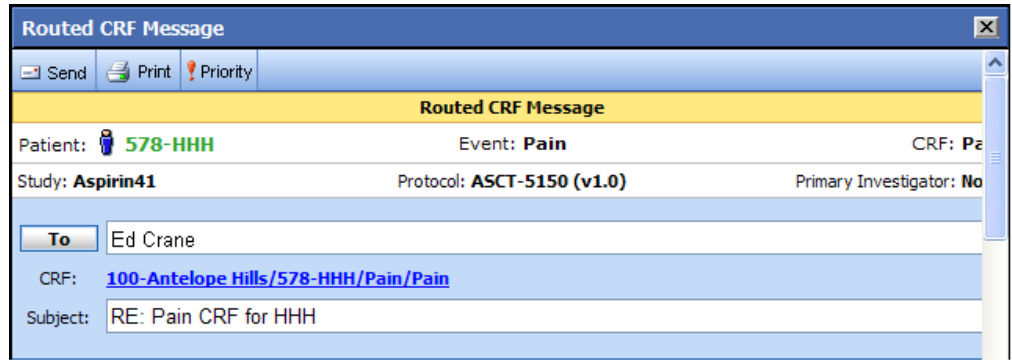 Routed CRF Message
Send Print Priority
Routed CRF Message
Patient: 578-HHH Event: Pain CRF:
Study: Aspirin41 Protocol: ASCT-5150 (v1.0) Primary Investigator:
To Ed Crane
CRF: 100-Antelope Hills/578-HHH/Pain/Pain
Subject: RE: Pain CRF for HHH